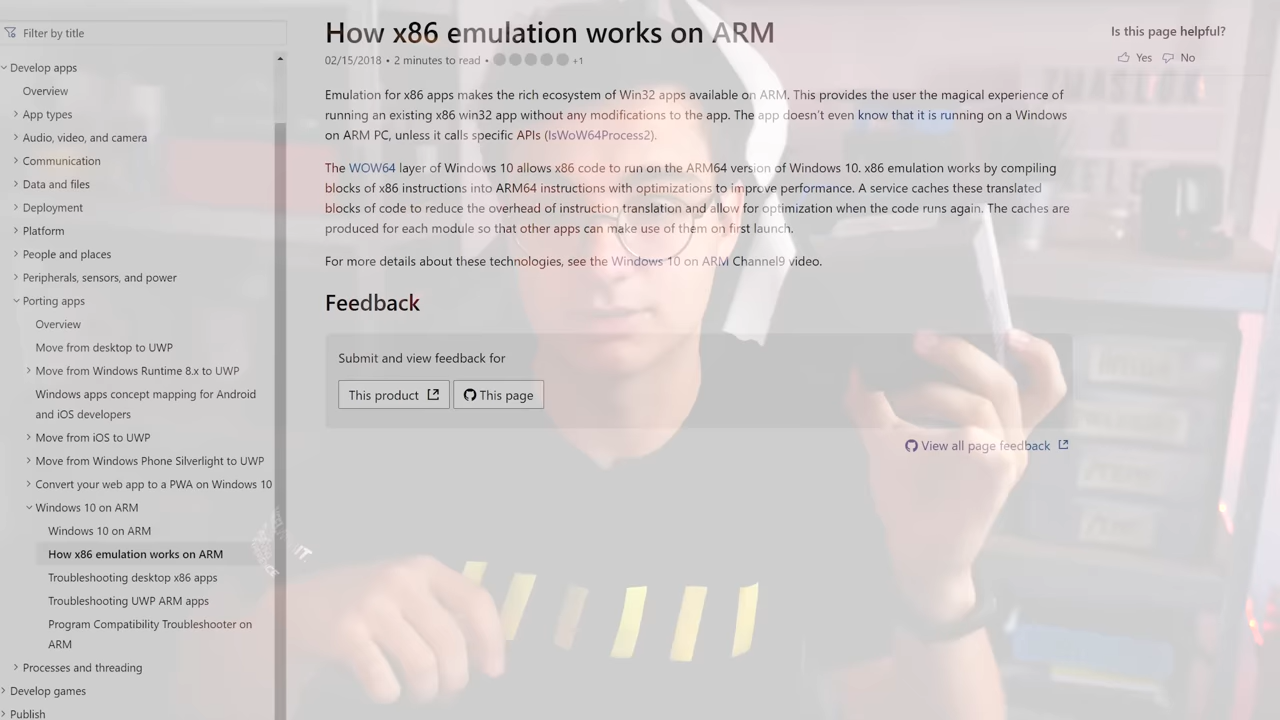 Filter by title
Develop apps
Overview
App types
Audio, video, and camera
Communication
Data and files
Deployment
Platform
People and places
Peripherals, sensors, and power
Porting apps
Overview
Move from desktop to UWP
Move from Windows Runtime 8.x to UWP
Windows apps concept mapping for Android
and iOS developers
Move from iOS to UWP
Move from Windows Phone Silverlight to UWP
Convert your web app to a PWA on Windows 10
Windows 10 on ARM
Windows 10 on ARM
How x86 emulation works on ARM
Troubleshooting desktop x86 apps
Troubleshooting UWP ARM apps
Program Compatibility Troubleshooter on
ARM
Processes and threading
Develop games
Publish
How x86 emulation works on ARM
02/15/2018 • 2 minutes to read • +1
Emulation for x86 apps makes the rich ecosystem of Win32 apps available on ARM. This provides the user the magical experience of
running an existing x86 win32 app without any modifications to the app. The app doesn't even know that it is running on a Windows
on ARM PC, unless it calls specific APIs (IsWoW64Process2).
The WOW64 layer of Windows 10 allows x86 code to run on the ARM64 version of Windows 10. x86 emulation works by compiling
blocks of x86 instructions into ARM64 instructions with optimizations to improve performance. A service caches these translated
blocks of code to reduce the overhead of instruction translation and allow for optimization when the code runs again. The caches are
produced for each module so that other apps can make use of them on first launch.
For more details about these technologies, see the Windows 10 on ARM Channel9 video.
Feedback
Submit and view feedback for
This product
This page
View all page feedback
Is this page helpful?
Yes
No